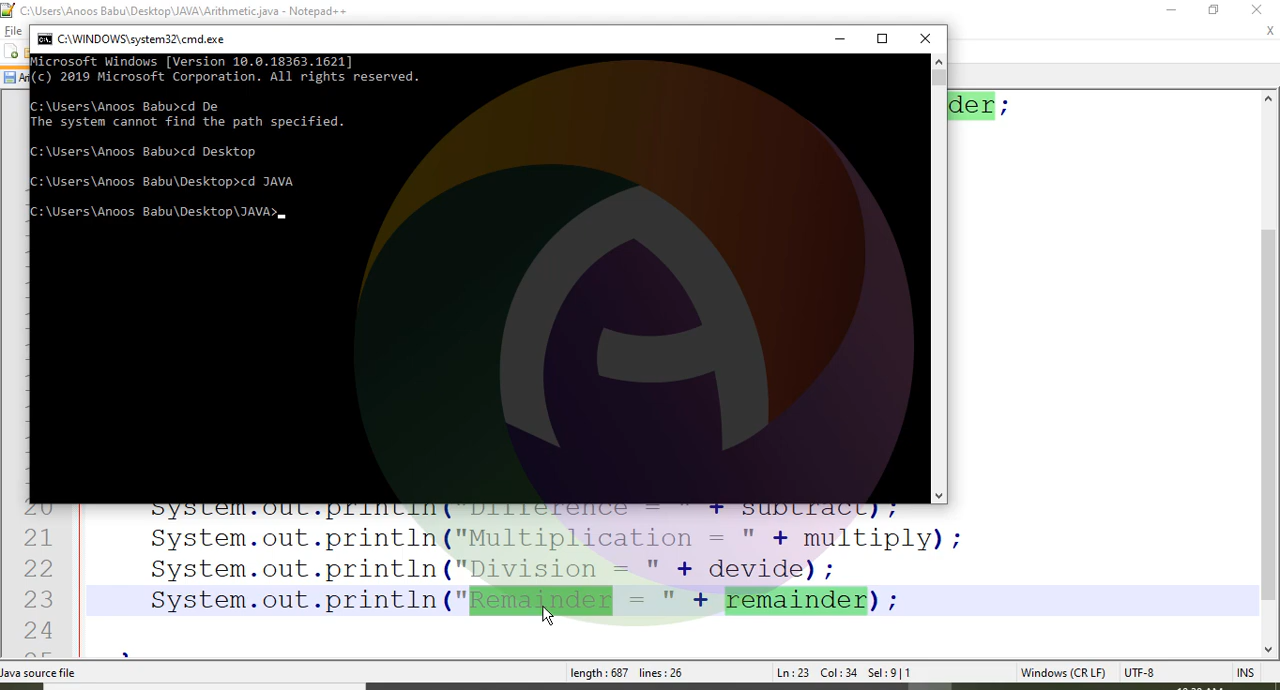 C:\Users\Anoos Babu\Desktop\JAVA\Arithmetic.java - Notepad++
File
C:\WINDOWS\system32\cmd.exe
X
Microsoft Windows [Version 10.0.18363.1621]
(c) 2019 Microsoft Corporation. All rights reserved.
C:\Users\Anoos Babu>cd De
der;
The system cannot find the path specified.
C:\Users\Anoos Babu>cd Desktop
C:\Users\Anoos Babu\Desktop>cd JAVA
C:\Users\Anoos Babu\Desktop\JAVA>
20 System.out.println("Difference = " + subtract);
21 System.out.println("Multiplication = " + multiply);
22 System.out.println("Division = " + devide);
23 System.out.println("Remainder = " + remainder);
24
25 }
Java source file length : 687 lines : 26 Ln : 23 Col : 34 Sel : 9 | 1 Windows (CR LF) UTF-8 INS